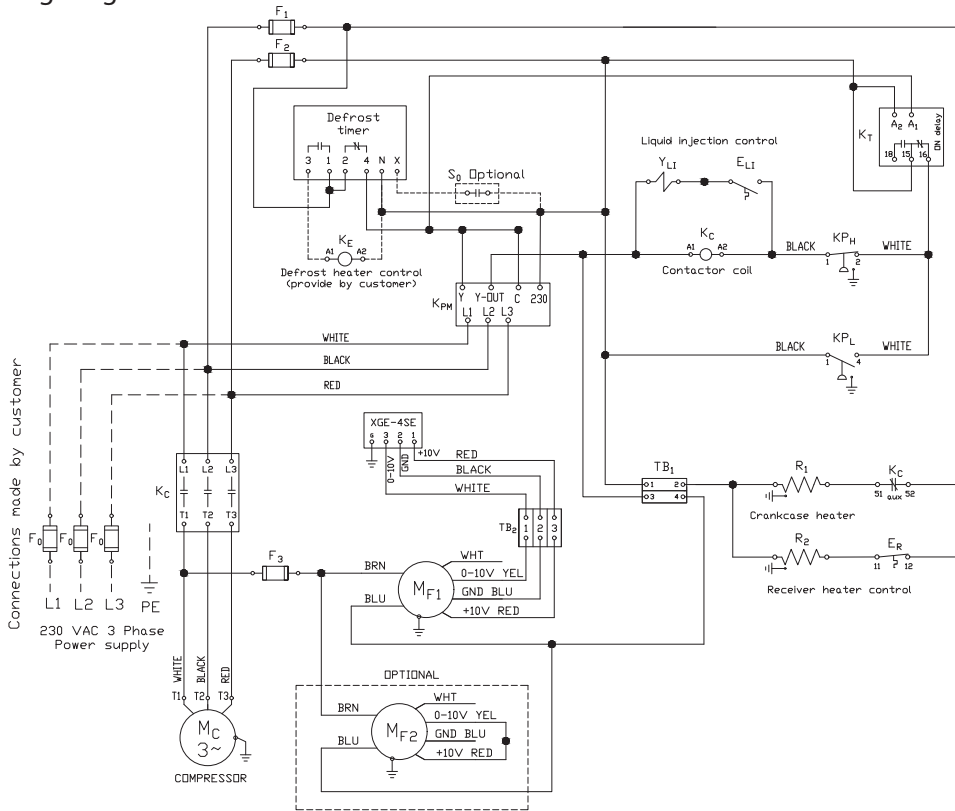 F1
F2
Defrost
timer
3 1 2 4 N X
S0 Optional
KE
A1 A2
Defrost heater control
(provide by customer)
Liquid injection control
YLI ELI
KC
A1 A2
Contactor coil
KT
A2 A1
ON delay
18 15 16
BLACK KPH WHITE
1 2
BLACK KPL WHITE
1 4
KPM
Y Y-OUT C 230
L1 L2 L3
WHITE
BLACK
RED
Connections made by customer
L1 L2 L3
KC
T1 T2 T3
F0 F0 F0
L1 L2 L3 PE
230 VAC 3 Phase
Power supply
XGE-4SE
6 3 2 1
0-10V
GND
+10V
RED
BLACK
WHITE
TB2
1 2 3
TB1
1 2
3 4
R1
KC
51 52
aux
Crankcase heater
R2
ER
11 12
Receiver heater control
F3
BRN
BLU
MF1
WHT
0-10V YEL
GND BLU
+10V RED
WHITE
BLACK
RED
T1 T2 T3
MC
3~
COMPRESSOR
OPTIONAL
BRN
BLU
MF2
WHT
0-10V YEL
GND BLU
+10V RED